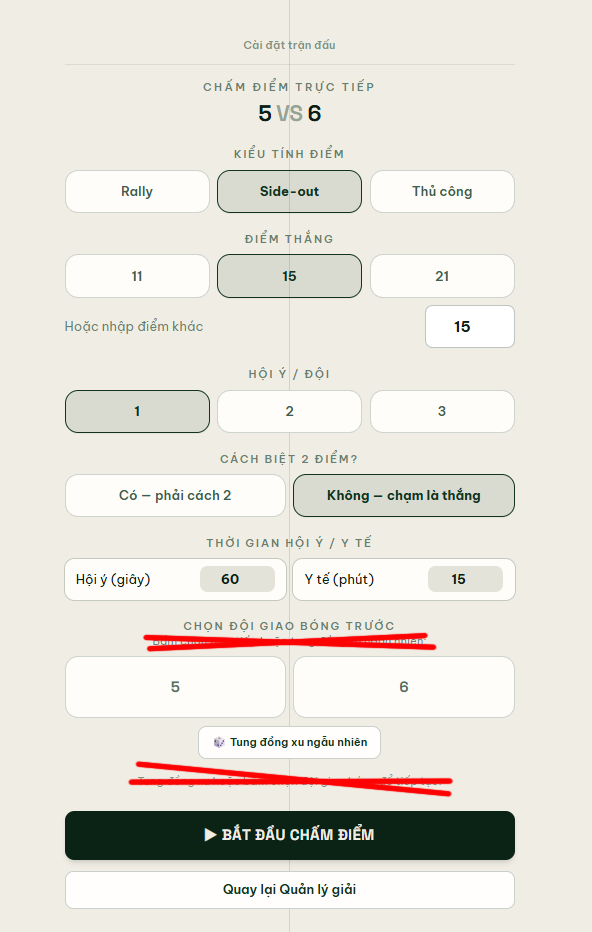 Cài đặt trận đấu
CHẤM ĐIỂM TRỰC TIẾP
5 VS 6
KIỂU TÍNH ĐIỂM
Rally
Side-out
Thủ công
ĐIỂM THẮNG
11
15
21
Hoặc nhập điểm khác
15
HỘI Ý / ĐỘI
1
2
3
CÁCH BIỆT 2 ĐIỂM?
Có — phải cách 2
Không — chạm là thắng
THỜI GIAN HỘI Ý / Y TẾ
Hội ý (giây)
60
Y tế (phút)
15
CHỌN ĐỘI GIAO BÓNG TRƯỚC
5
6
🎲 Tung đồng xu ngẫu nhiên
▶ BẮT ĐẦU CHẤM ĐIỂM
Quay lại Quản lý giải